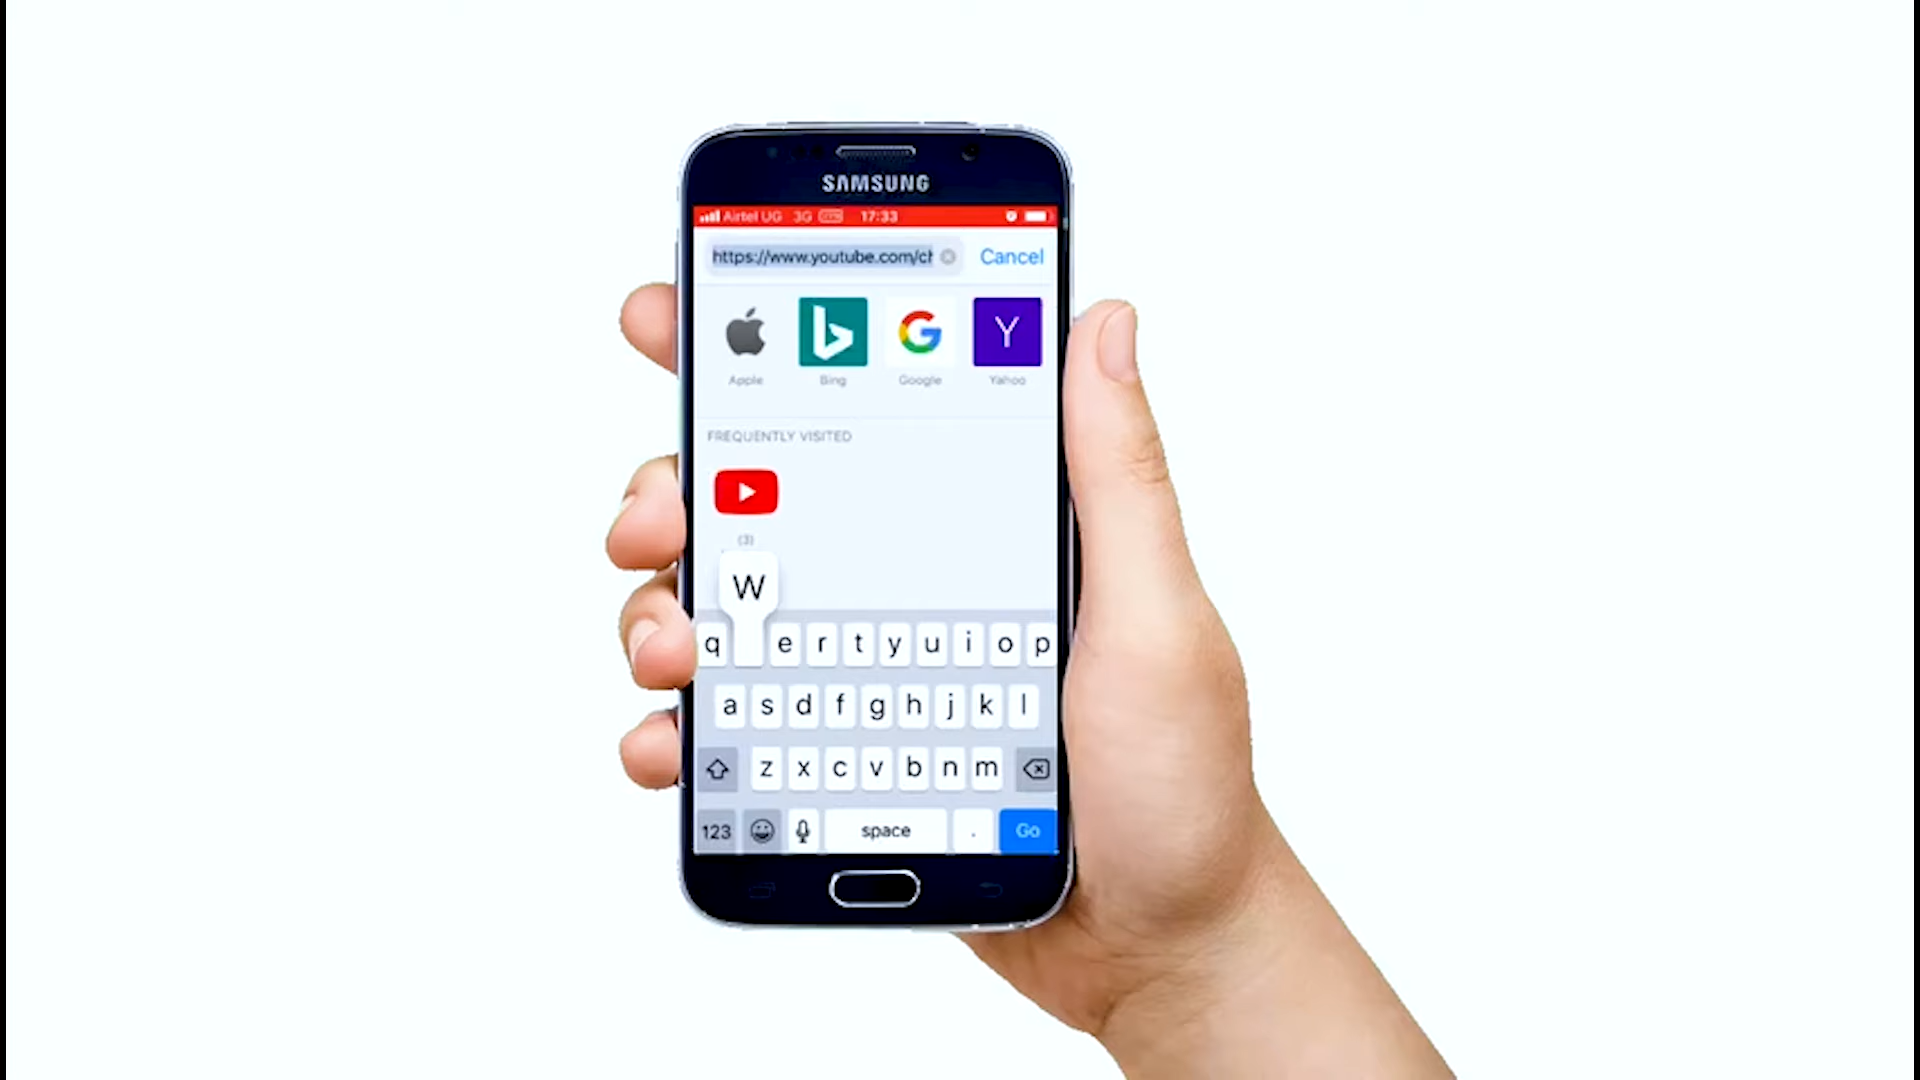 SAMSUNG
Airtel UG 3G 17:33
https://www.youtube.com/ch Cancel
Apple Bing Google Yahoo
FREQUENTLY VISITED
(3)
W
q e r t y u i o p
a s d f g h j k l
z x c v b n m
123 space . Go